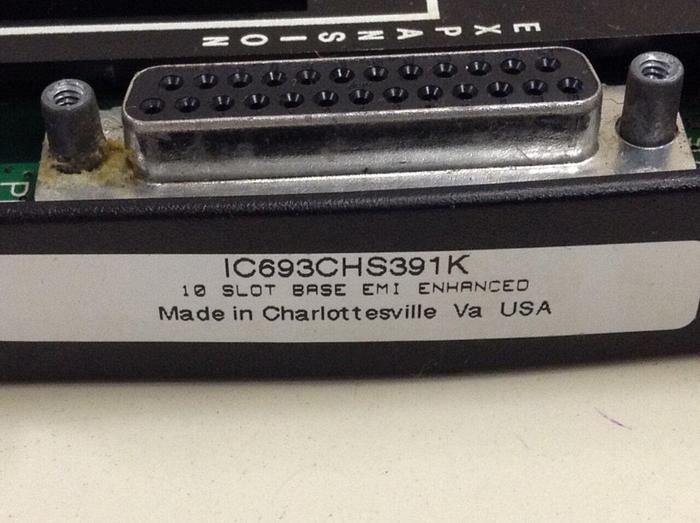 EXPANSION
P
IC693CHS391K
10 SLOT BASE EMI ENHANCED
Made in Charlottesville Va USA